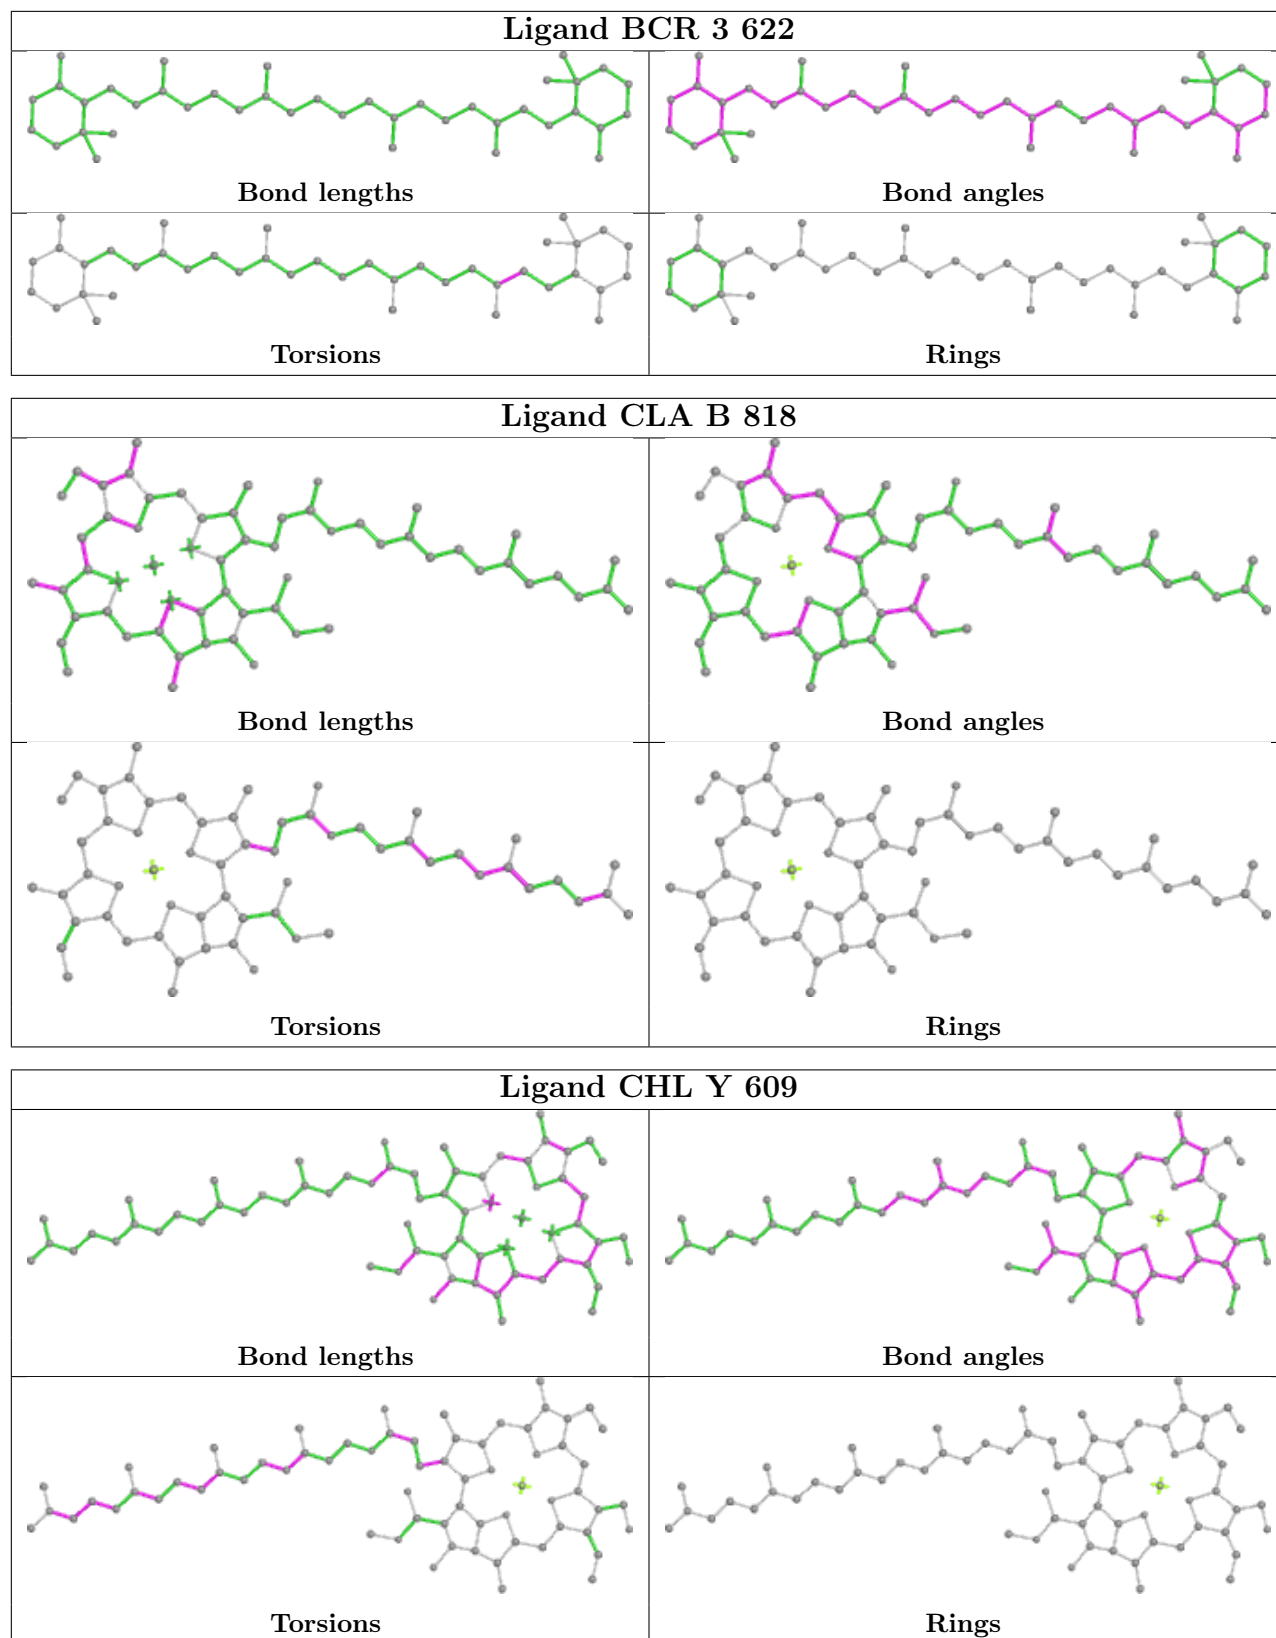 Ligand BCR 3 622
Bond lengths
Bond angles
Torsions
Rings
Ligand CLA B 818
Bond lengths
Bond angles
Torsions
Rings
Ligand CHL Y 609
Bond lengths
Bond angles
Torsions
Rings